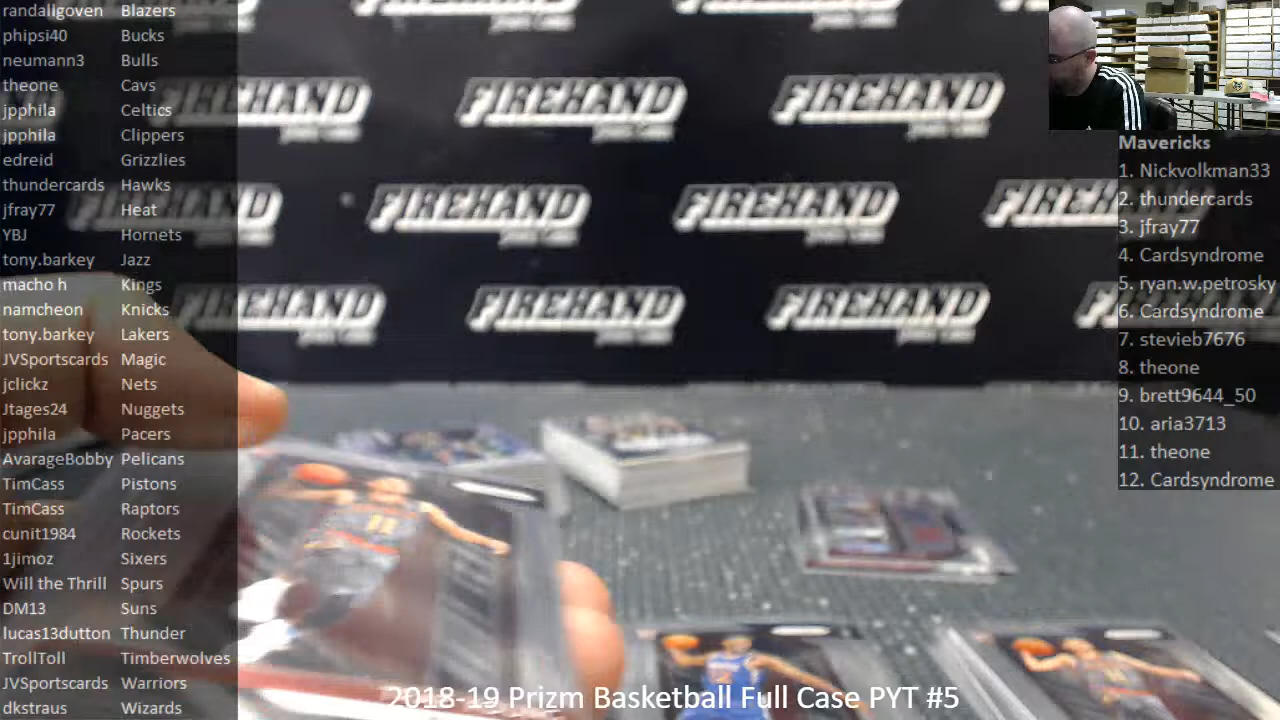 randallgoven Blazers
phipsi40 Bucks
neumann3 Bulls
theone Cavs
jpphila Celtics
jpphila Clippers
edreid Grizzlies
thundercards Hawks
jfray77 Heat
YBJ Hornets
tony.barkey Jazz
macho h Kings
namcheon Knicks
tony.barkey Lakers
JVSportscards Magic
jclickz Nets
Jtages24 Nuggets
jpphila Pacers
AvarageBobby Pelicans
TimCass Pistons
TimCass Raptors
cunit1984 Rockets
1jimoz Sixers
Will the Thrill Spurs
DM13 Suns
lucas13dutton Thunder
TrollToll Timberwolves
JVSportscards Warriors
dkstraus Wizards
FIREHAND FIREHAND FIREHAND
FIREHAND FIREHAND FIREHAND FIREHAND
FIREHAND FIREHAND FIREHAND
Mavericks
1. Nickvolkman33
2. thundercards
3. jfray77
4. Cardsyndrome
5. ryan.w.petrosky
6. Cardsyndrome
7. stevieb7676
8. theone
9. brett9644_50
10. aria3713
11. theone
12. Cardsyndrome
2018-19 Prizm Basketball Full Case PYT #5